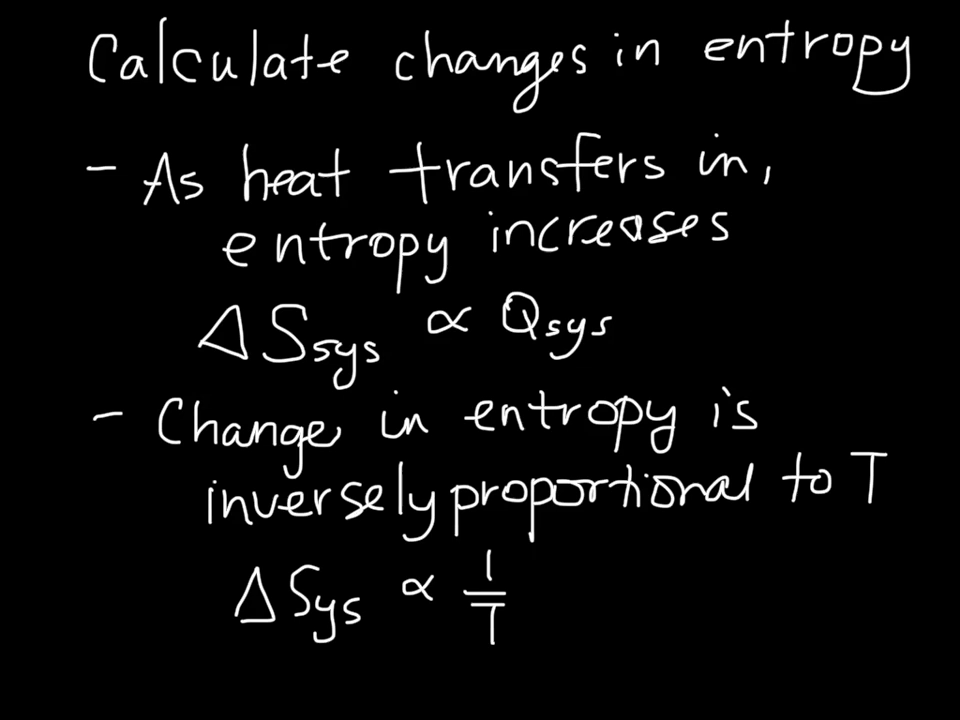 Calculate changes in entropy
- As heat transfers in,
entropy increases
ΔSsys ∝ Qsys
- Change in entropy is
inversely proportional to T
ΔSys ∝ 1/T